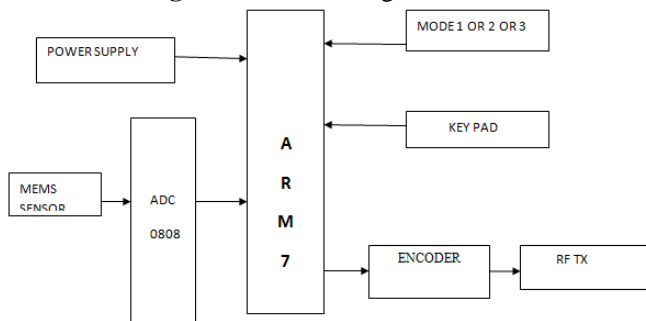 POWER SUPPLY
MODE 1 OR 2 OR 3
KEY PAD
MEMS
SENSOR
ADC
0808
A
R
M
7
ENCODER
RF TX